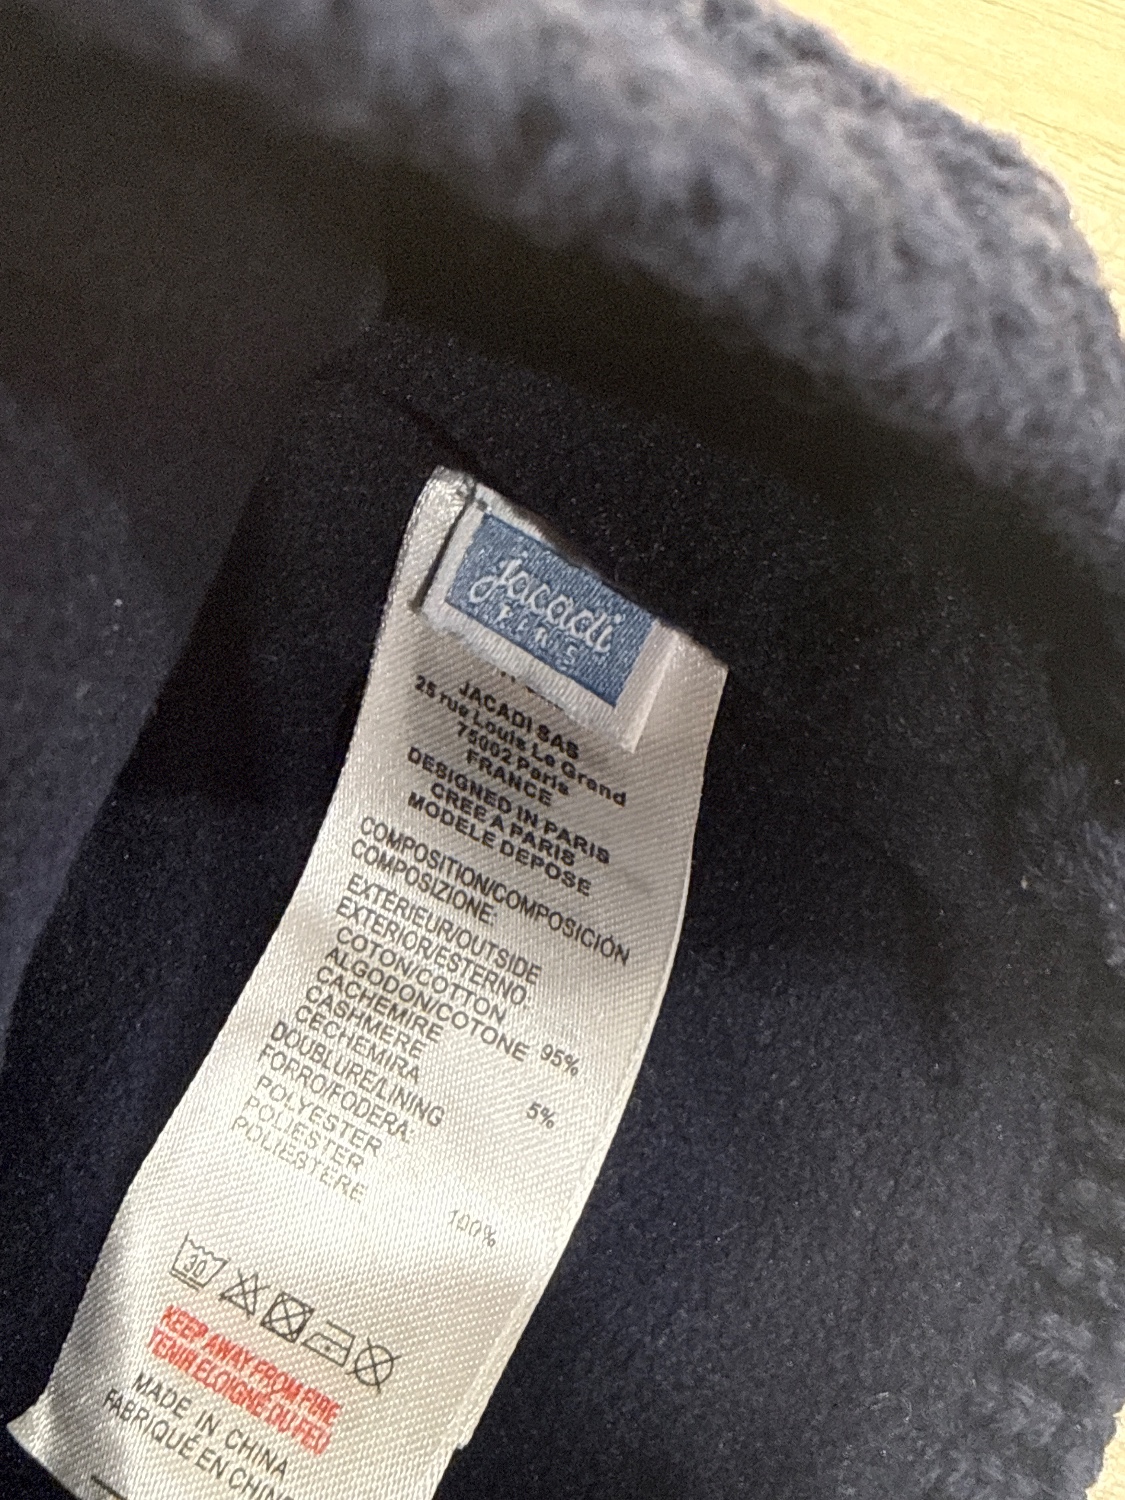 jacadi
PARIS
JACADI SAS
25 rue Louis Le Grand
75002 Paris
FRANCE
DESIGNED IN PARIS
CREE A PARIS
MODELE DEPOSE
COMPOSITION/COMPOSICIÓN
COMPOSIZIONE:
EXTERIEUR/OUTSIDE
EXTERIOR/ESTERNO:
COTON/COTTON
ALGODON/COTONE 95%
CACHEMIRE
CASHMERE
CECHEMIRA 5%
DOUBLURE/LINING
FORRO/FODERA:
POLYESTER
POLIESTER
POLIESTERE 100%
30
KEEP AWAY FROM FIRE
TENIR ELOIGNE DU FEU
MADE IN CHINA
FABRIQUÉ EN CHINE